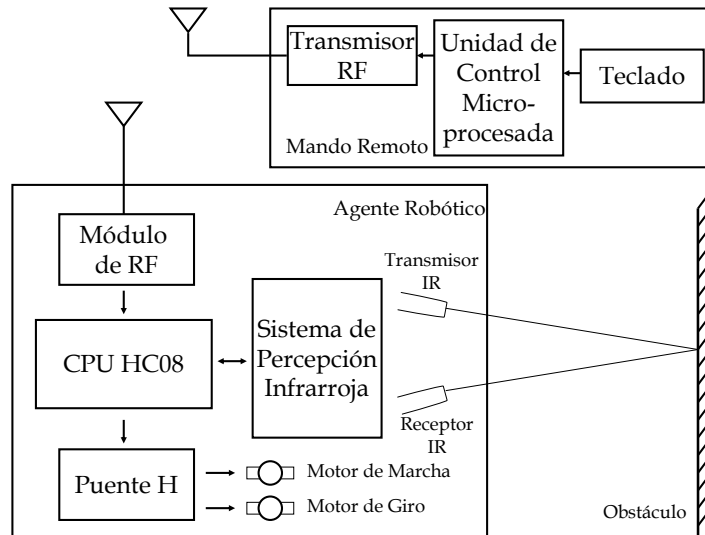 Transmisor
RF
Unidad de
Control
Micro-
procesada
Teclado
Mando Remoto
Agente Robótico
Módulo
de RF
Transmisor
IR
CPU HC08
Sistema de
Percepción
Infrarroja
Receptor
IR
Puente H
Motor de Marcha
Motor de Giro
Obstáculo